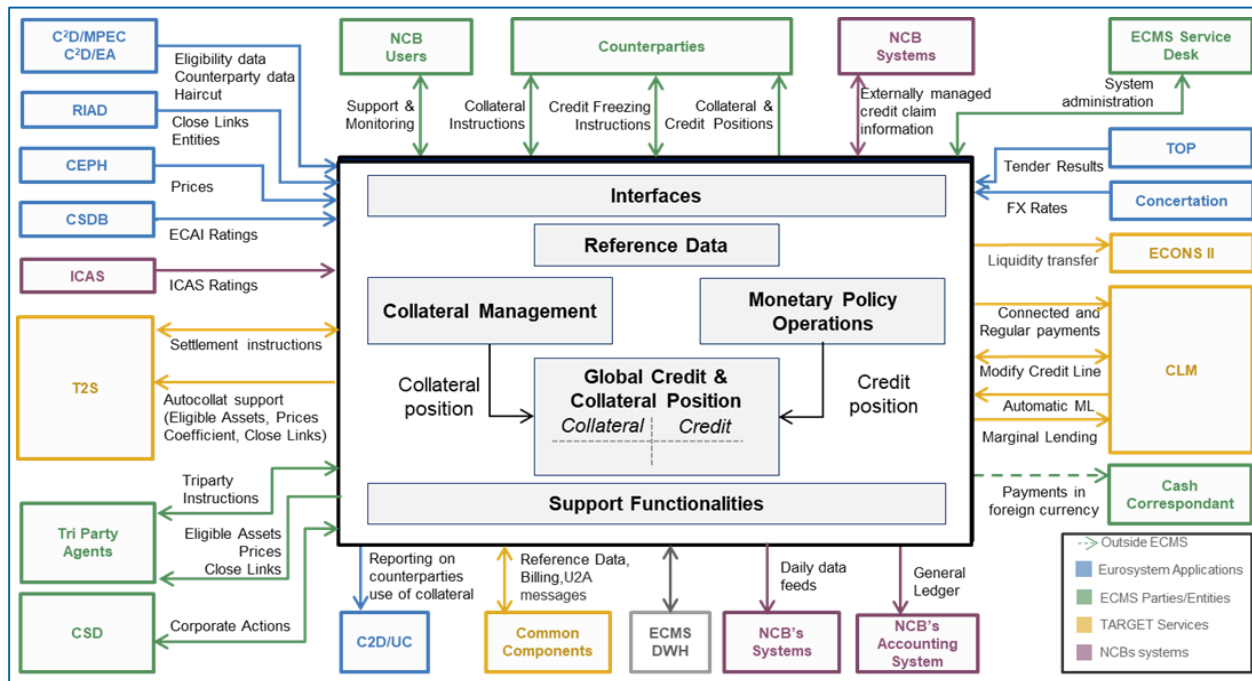 C²D/MPEC
C²D/EA
Eligibility data
Counterparty data
Haircut
RIAD
Close Links
Entities
CEPH
Prices
CSDB
ECAI Ratings
ICAS
ICAS Ratings
T2S
Settlement instructions
Autocollat support
(Eligible Assets, Prices
Coefficient, Close Links)
Tri Party
Agents
Triparty
Instructions
Eligible Assets
Prices
Close Links
CSD
Corporate Actions
NCB
Users
Support &
Monitoring
Counterparties
Collateral
Instructions
Credit Freezing
Instructions
Collateral &
Credit Positions
NCB
Systems
Externally managed
credit claim
information
ECMS Service
Desk
System
administration
Interfaces
Reference Data
Collateral Management
Monetary Policy
Operations
Collateral
position
Global Credit &
Collateral Position
Collateral
Credit
Credit
position
Support Functionalities
TOP
Tender Results
Concertation
FX Rates
ECONS II
Liquidity transfer
CLM
Connected and
Regular payments
Modify Credit Line
Automatic ML
Marginal Lending
Cash
Correspondant
Payments in
foreign currency
Reporting on
counterparties
use of collateral
C2D/UC
Reference Data,
Billing,U2A
messages
Common
Components
ECMS
DWH
Daily data
feeds
NCB's
Systems
General
Ledger
NCB's
Accounting
System
Outside ECMS
Eurosystem Applications
ECMS Parties/Entities
TARGET Services
NCBs systems